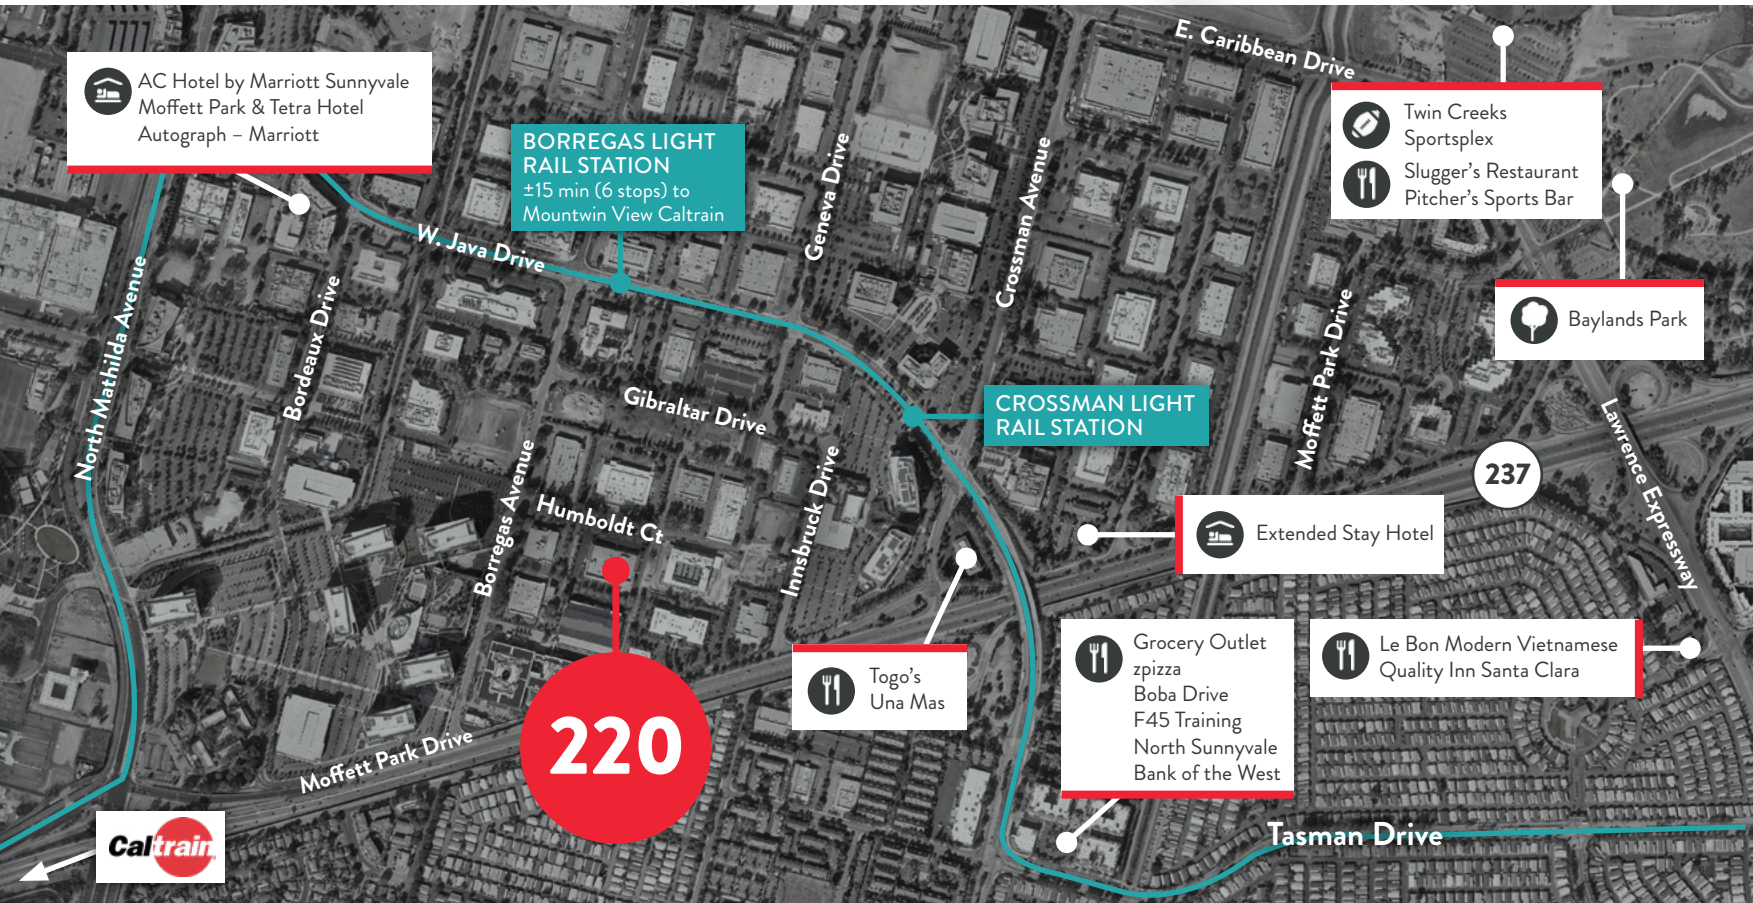 E. Caribbean Drive
AC Hotel by Marriott Sunnyvale
Moffett Park & Tetra Hotel
Autograph – Marriott
Twin Creeks
Sportsplex
Slugger's Restaurant
Pitcher's Sports Bar
BORREGAS LIGHT
RAIL STATION
±15 min (6 stops) to
Mountwin View Caltrain
Geneva Drive
Crossman Avenue
W. Java Drive
North Mathilda Avenue
Bordeaux Drive
Moffett Park Drive
Baylands Park
Gibraltar Drive
CROSSMAN LIGHT
RAIL STATION
Lawrence Expressway
237
Borregas Avenue
Humboldt Ct
Innsbruck Drive
Extended Stay Hotel
Togo's
Una Mas
Grocery Outlet
zpizza
Boba Drive
F45 Training
North Sunnyvale
Bank of the West
Le Bon Modern Vietnamese
Quality Inn Santa Clara
220
Moffett Park Drive
Caltrain
Tasman Drive